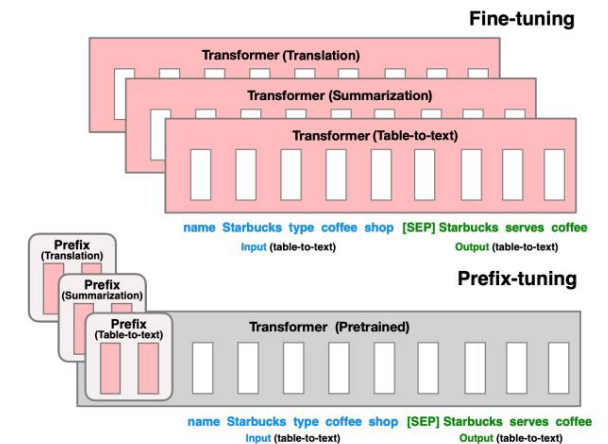 Fine-tuning
Transformer (Translation)
Transformer (Summarization)
Transformer (Table-to-text)
name Starbucks type coffee shop [SEP] Starbucks serves coffee
Input (table-to-text) Output (table-to-text)
Prefix-tuning
Prefix
(Translation)
Prefix
(Summarization)
Prefix
(Table-to-text)
Transformer (Pretrained)
name Starbucks type coffee shop [SEP] Starbucks serves coffee
Input (table-to-text) Output (table-to-text)